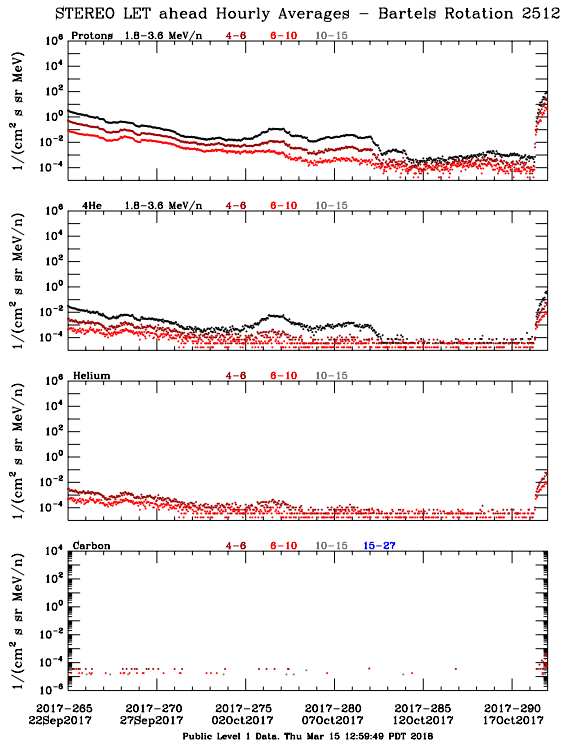 STEREO LET ahead Hourly Averages - Bartels Rotation 2512
Protons 1.8-3.6 MeV/n 4-6 6-10 10-15
10^6
10^4
10^2
10^0
10^-2
10^-4
1/(cm^2 s sr MeV)
4He 1.8-3.6 MeV/n 4-6 6-10 10-15
10^6
10^4
10^2
10^0
10^-2
10^-4
1/(cm^2 s sr MeV/n)
Helium 4-6 6-10 10-15
10^6
10^4
10^2
10^0
10^-2
10^-4
1/(cm^2 s sr MeV/n)
Carbon 4-6 6-10 10-15 15-27
10^4
10^2
10^0
10^-2
10^-4
10^-6
1/(cm^2 s sr MeV/n)
2017-265 2017-270 2017-275 2017-280 2017-285 2017-290
22Sep2017 27Sep2017 02Oct2017 07Oct2017 12Oct2017 17Oct2017
Public Level 1 Data. Thu Mar 15 12:59:49 PDT 2018